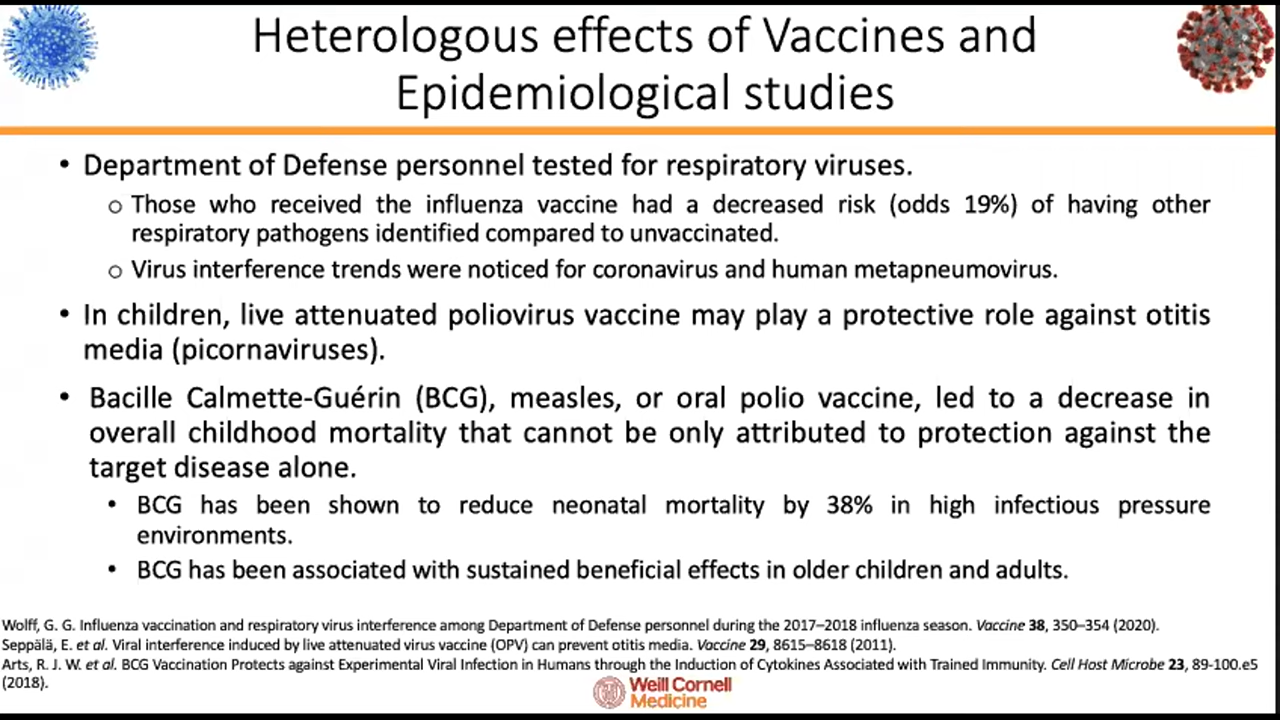 Heterologous effects of Vaccines and
Epidemiological studies
• Department of Defense personnel tested for respiratory viruses.
o Those who received the influenza vaccine had a decreased risk (odds 19%) of having other
respiratory pathogens identified compared to unvaccinated.
o Virus interference trends were noticed for coronavirus and human metapneumovirus.
• In children, live attenuated poliovirus vaccine may play a protective role against otitis
media (picornaviruses).
• Bacille Calmette-Guérin (BCG), measles, or oral polio vaccine, led to a decrease in
overall childhood mortality that cannot be only attributed to protection against the
target disease alone.
• BCG has been shown to reduce neonatal mortality by 38% in high infectious pressure
environments.
• BCG has been associated with sustained beneficial effects in older children and adults.
Wolff, G. G. Influenza vaccination and respiratory virus interference among Department of Defense personnel during the 2017–2018 influenza season. Vaccine 38, 350–354 (2020).
Seppälä, E. et al. Viral interference induced by live attenuated virus vaccine (OPV) can prevent otitis media. Vaccine 29, 8615–8618 (2011).
Arts, R. J. W. et al. BCG Vaccination Protects against Experimental Viral Infection in Humans through the Induction of Cytokines Associated with Trained Immunity. Cell Host Microbe 23, 89-100.e5
(2018).
Weill Cornell
Medicine